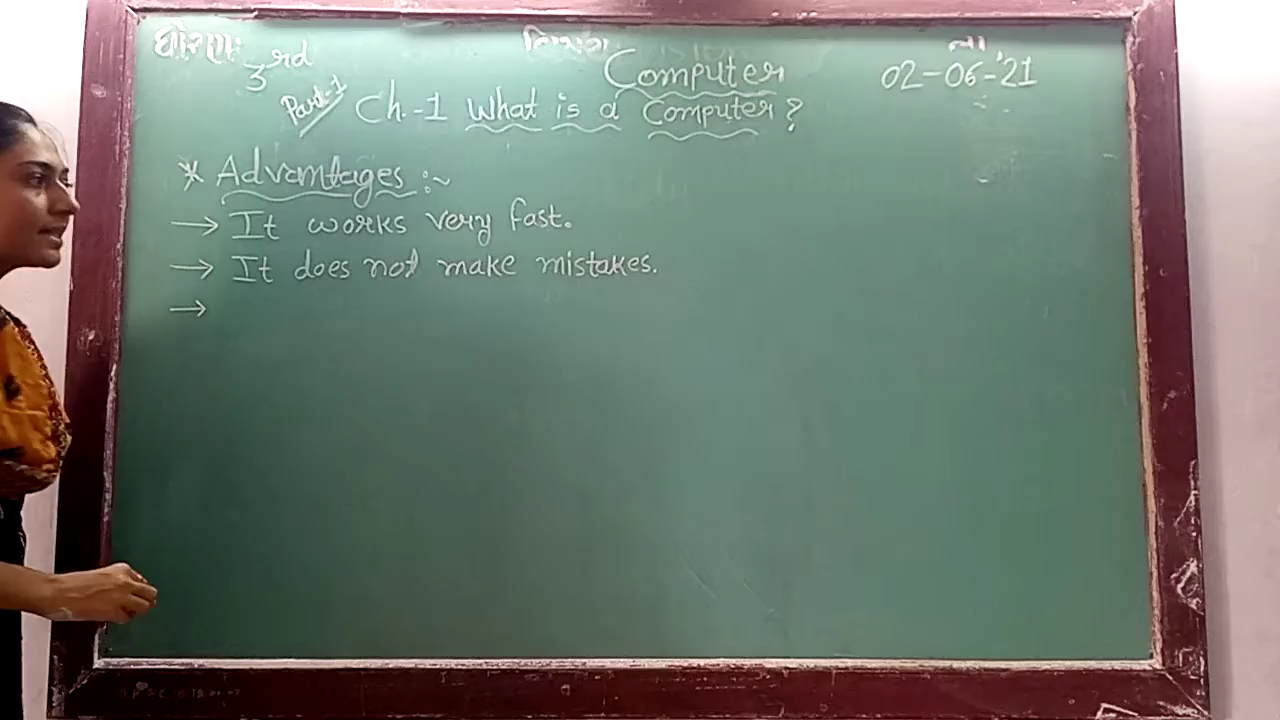 ધોરણ: 3rd વિષય: Computer તા. 02-06-'21
Part-1 Ch.-1 What is a Computer?
* Advantages :~
→ It works very fast.
→ It does not make mistakes.
→